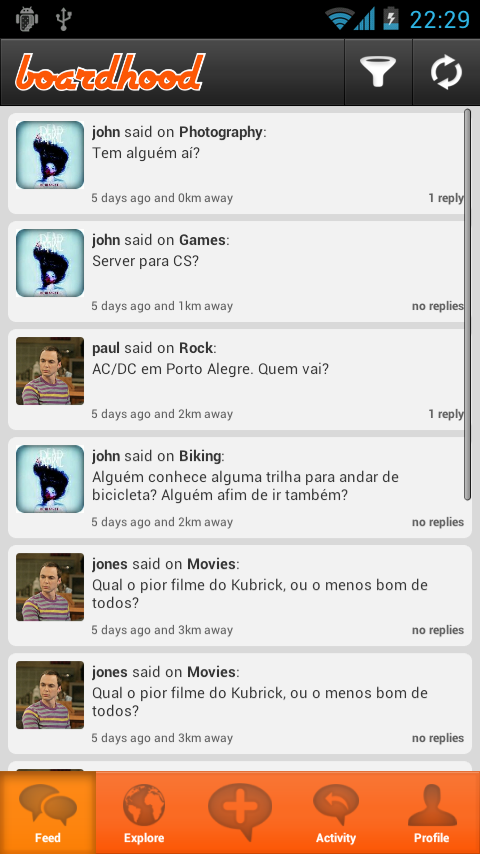 22:29
boardhood
john said on Photography:
Tem alguém aí?
5 days ago and 0km away 1 reply
john said on Games:
Server para CS?
5 days ago and 1km away no replies
paul said on Rock:
AC/DC em Porto Alegre. Quem vai?
5 days ago and 2km away 1 reply
john said on Biking:
Alguém conhece alguma trilha para andar de
bicicleta? Alguém afim de ir também?
5 days ago and 2km away no replies
jones said on Movies:
Qual o pior filme do Kubrick, ou o menos bom de
todos?
5 days ago and 3km away no replies
jones said on Movies:
Qual o pior filme do Kubrick, ou o menos bom de
todos?
5 days ago and 3km away no replies
Feed Explore Activity Profile